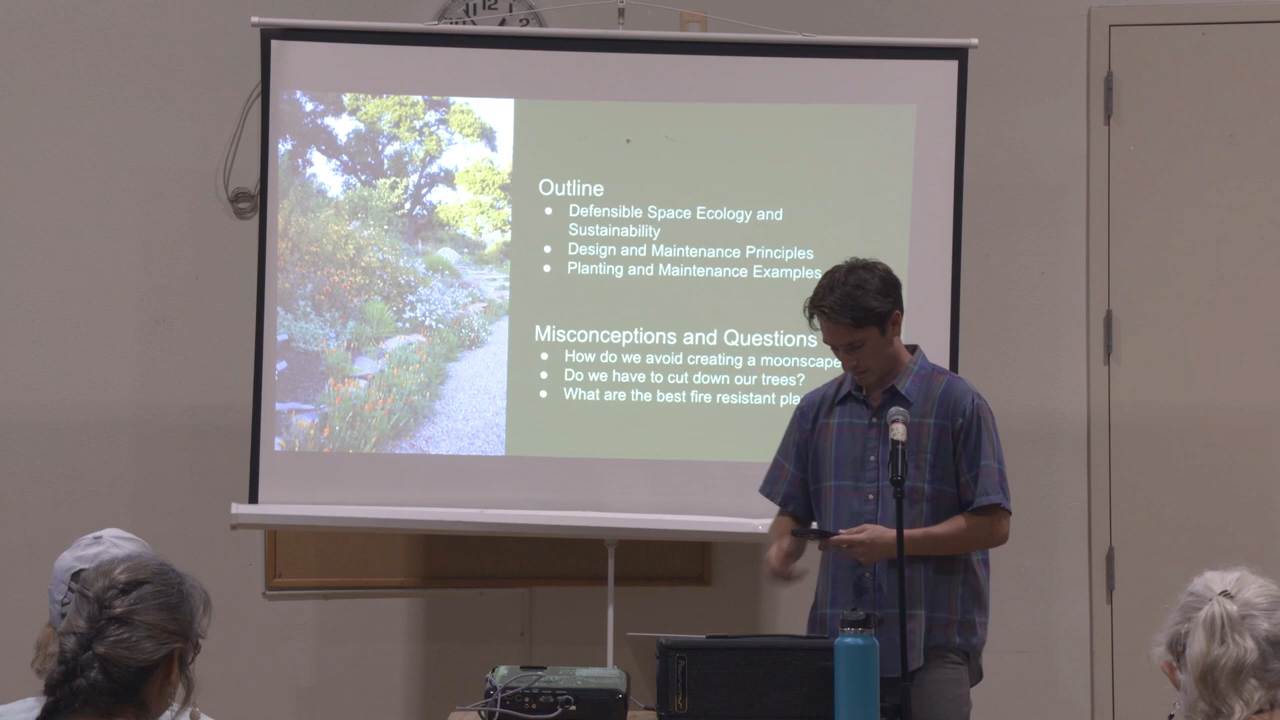 12
Outline
Defensible Space Ecology and
Sustainability
Design and Maintenance Principles
Planting and Maintenance Examples
Misconceptions and Questions
How do we avoid creating a moonscape
Do we have to cut down our trees?
What are the best fire resistant